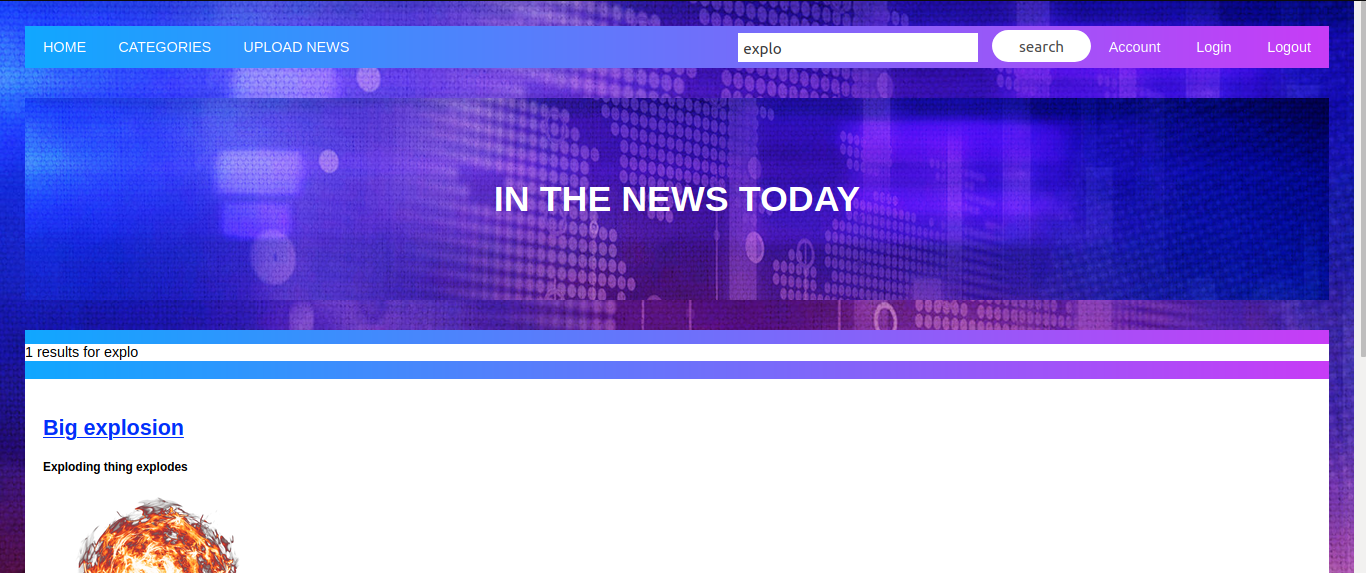 HOME CATEGORIES UPLOAD NEWS explo search Account Login Logout
IN THE NEWS TODAY
1 results for explo
Big explosion
Exploding thing explodes